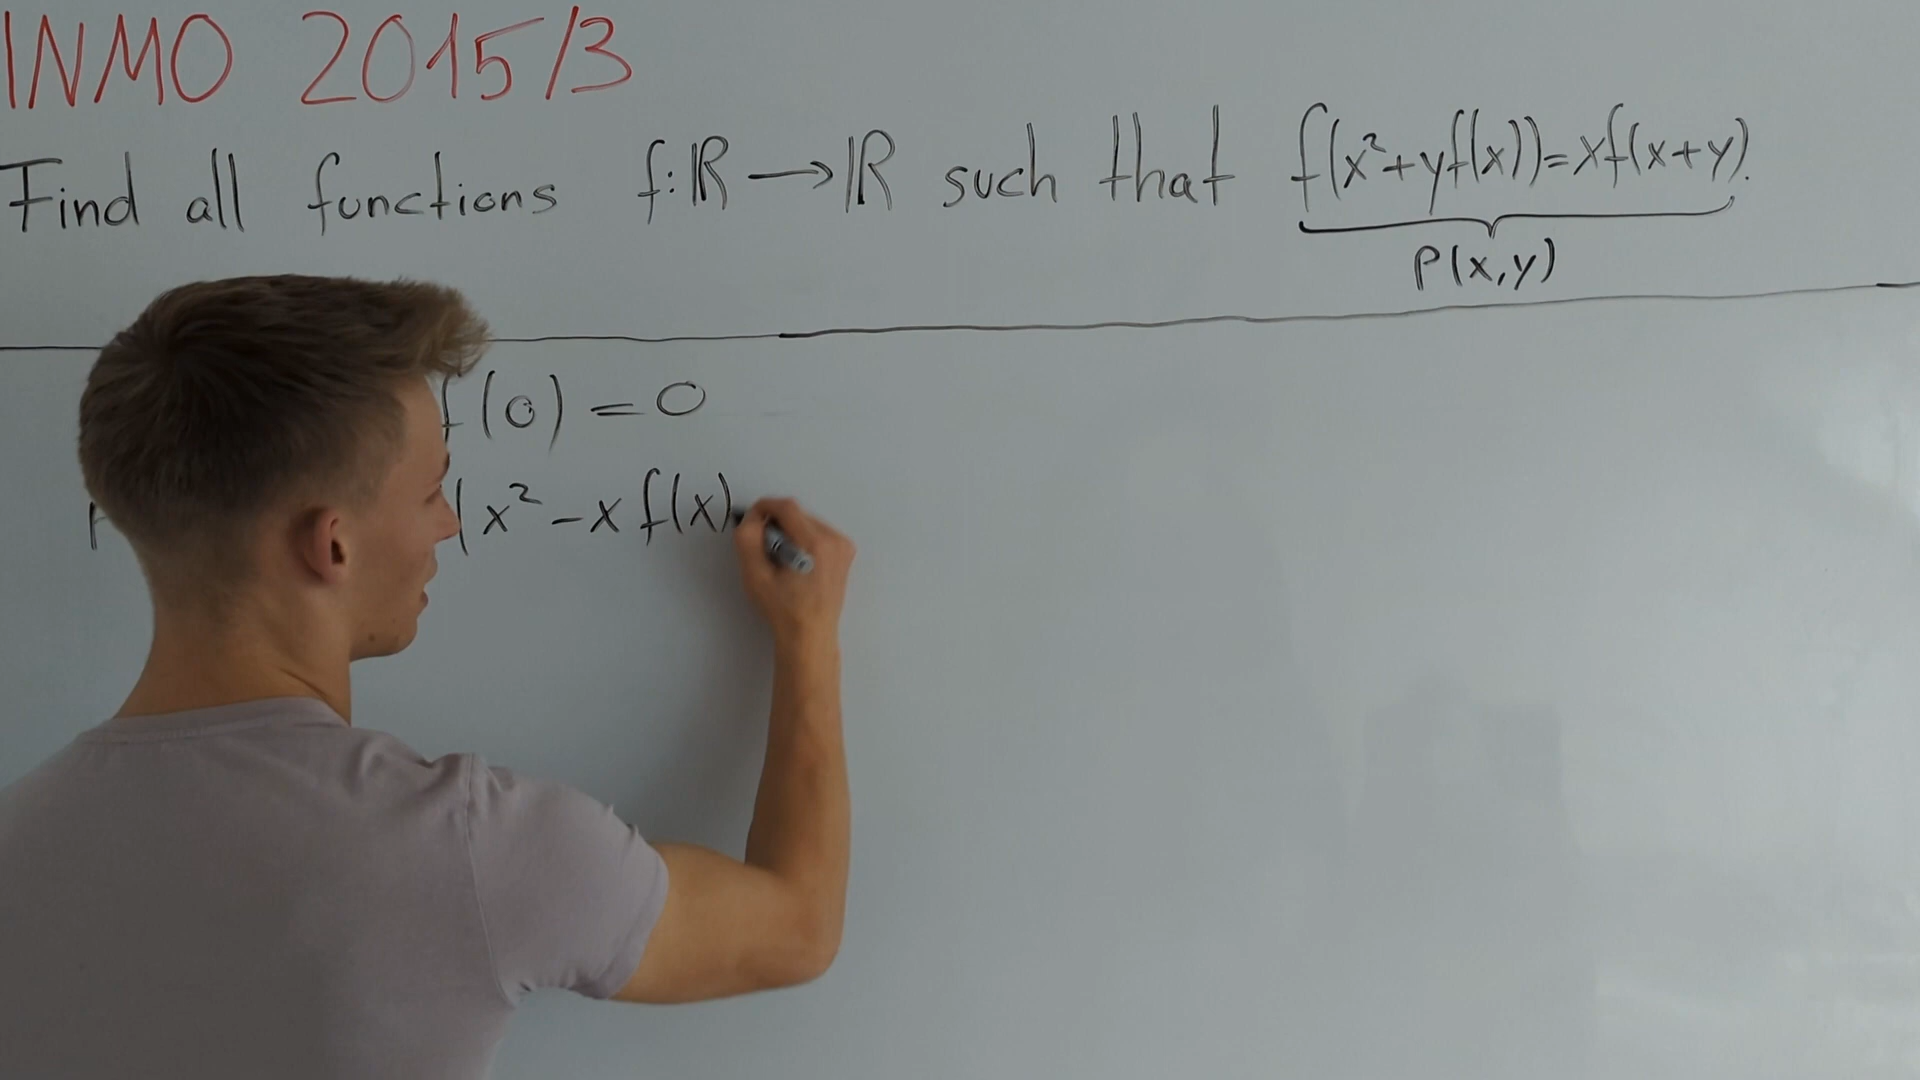 INMO 2015/3
Find all functions f:ℝ→ℝ such that f(x²+yf(x))=xf(x+y).
P(x,y)
f(0)=0
(x²-xf(x)